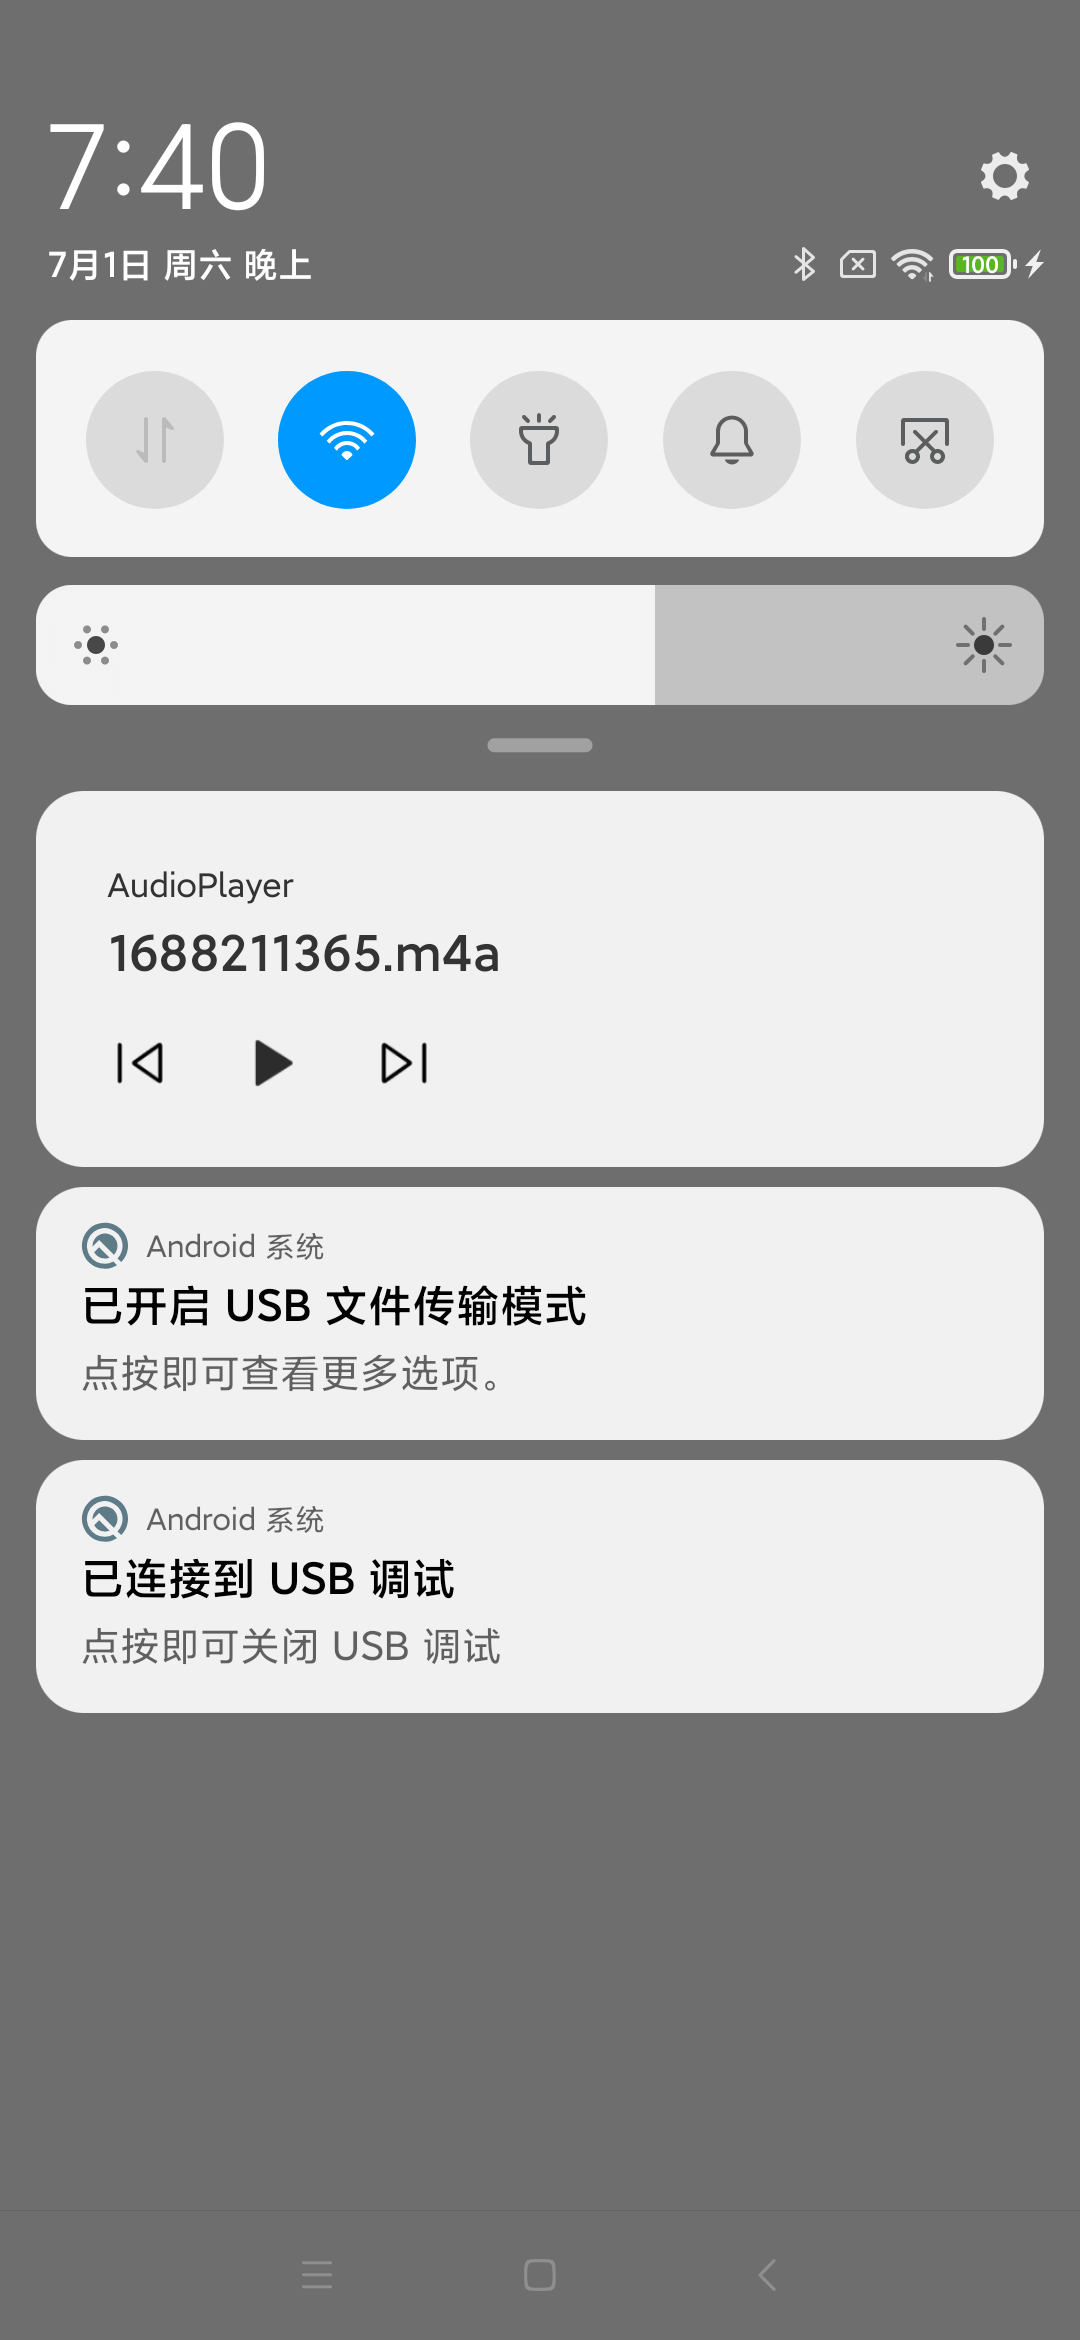 7:40
7月1日 周六 晚上
100
AudioPlayer
1688211365.m4a
Android 系统
已开启 USB 文件传输模式
点按即可查看更多选项。
Android 系统
已连接到 USB 调试
点按即可关闭 USB 调试